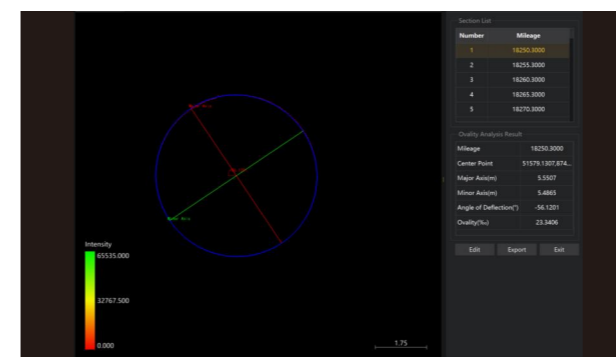 Section List
Number Mileage
1 18250.3000
2 18255.3000
3 18260.3000
4 18265.3000
5 18270.3000
Ovality Analysis Result
Mileage 18250.3000
Center Point 51579.1307,874...
Major Axis(m) 5.5507
Minor Axis(m) 5.4865
Angle of Deflection(°) -56.1201
Ovality(‰) 23.3406
Edit Export Exit
Intensity
65535.000
32767.500
0.000
1.75